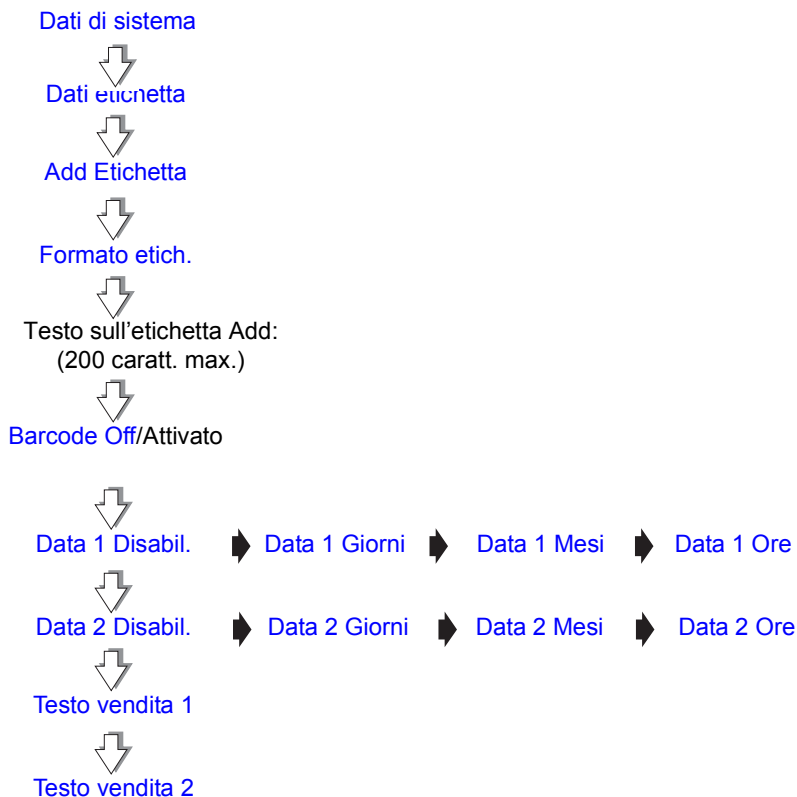 Dati di sistema
Dati etichetta
Add Etichetta
Formato etich.
Testo sull’etichetta Add:
(200 caratt. max.)
Barcode Off/Attivato
Data 1 Disabil. Data 1 Giorni Data 1 Mesi Data 1 Ore
Data 2 Disabil. Data 2 Giorni Data 2 Mesi Data 2 Ore
Testo vendita 1
Testo vendita 2